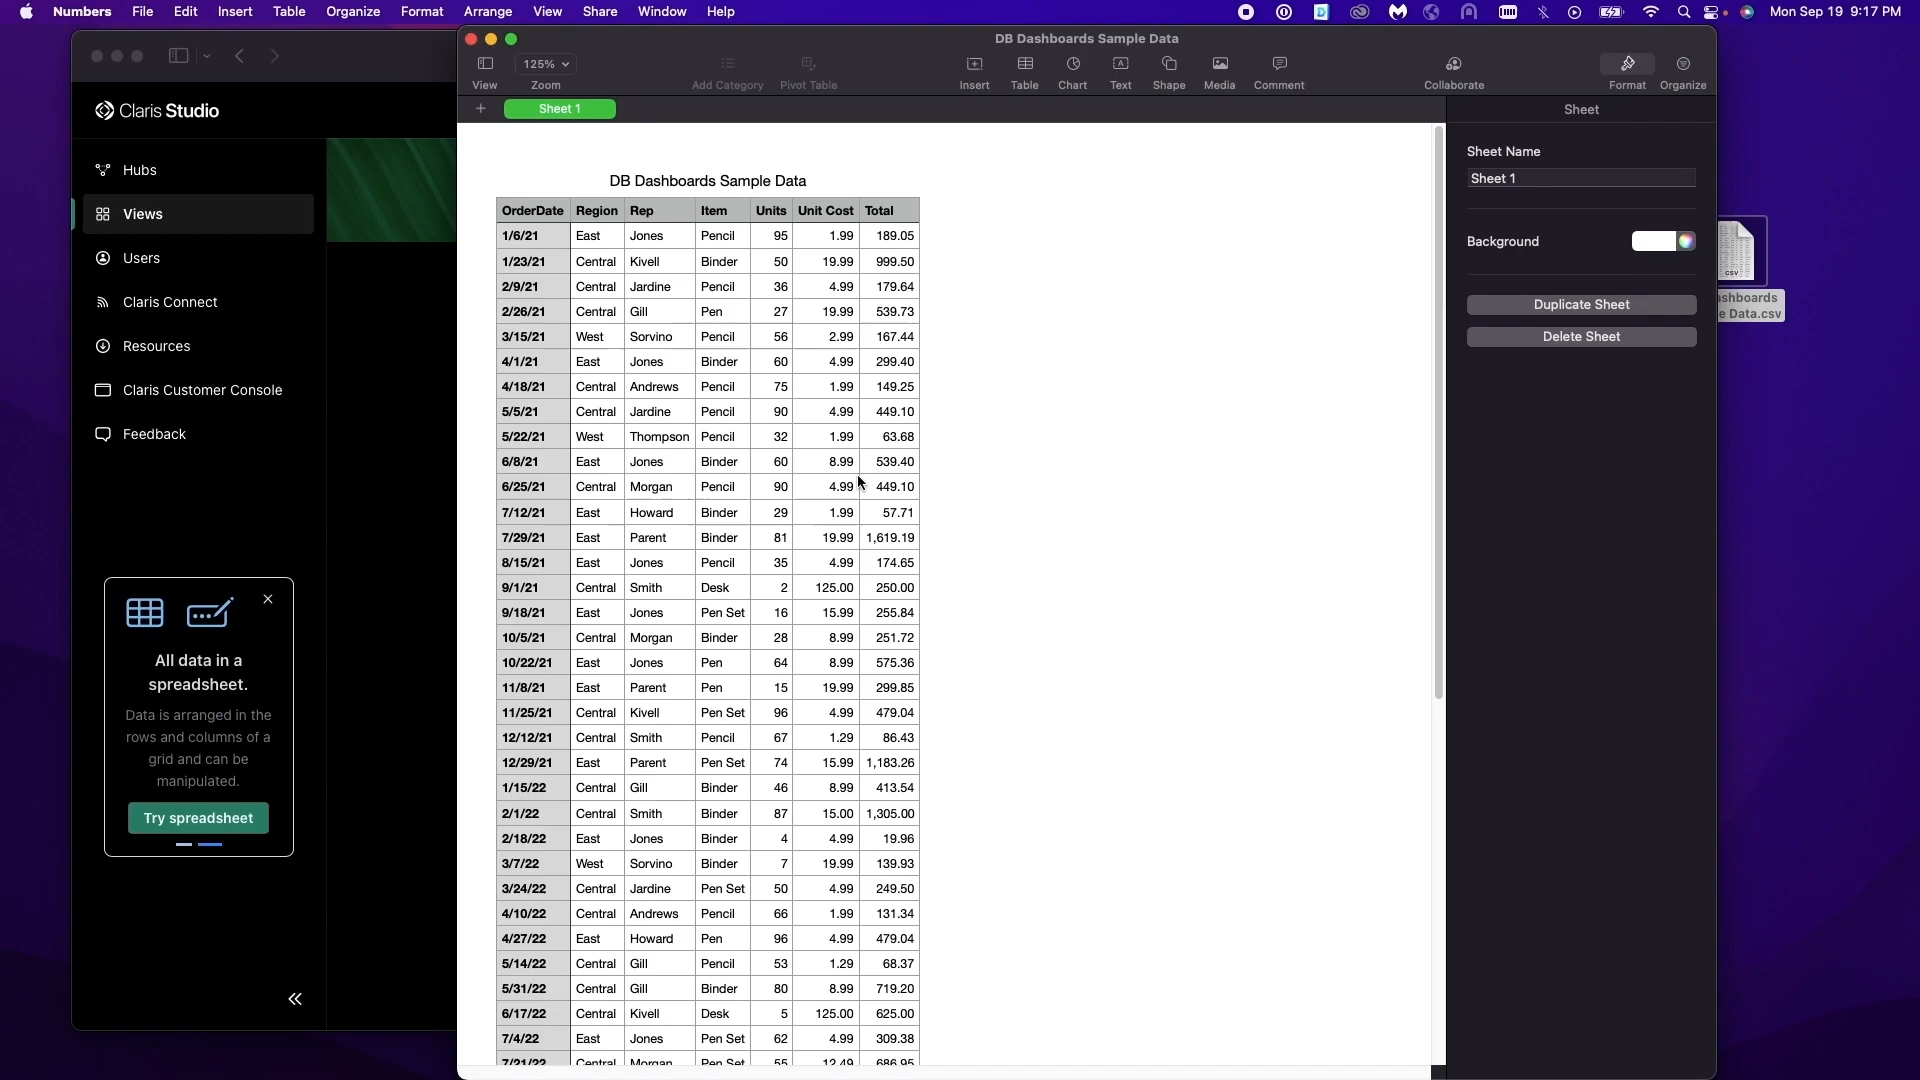 Numbers File Edit Insert Table Organize Format Arrange View Share Window Help Mon Sep 19 9:17 PM
Claris Studio
Hubs
Views
Users
Claris Connect
Resources
Claris Customer Console
Feedback
All data in a
spreadsheet.
Data is arranged in the
rows and columns of a
grid and can be
manipulated.
Try spreadsheet
DB Dashboards Sample Data
125%
View Zoom Add Category Pivot Table Insert Table Chart Text Shape Media Comment Collaborate Format Organize
Sheet 1
DB Dashboards Sample Data
OrderDate Region Rep Item Units Unit Cost Total
1/6/21 East Jones Pencil 95 1.99 189.05
1/23/21 Central Kivell Binder 50 19.99 999.50
2/9/21 Central Jardine Pencil 36 4.99 179.64
2/26/21 Central Gill Pen 27 19.99 539.73
3/15/21 West Sorvino Pencil 56 2.99 167.44
4/1/21 East Jones Binder 60 4.99 299.40
4/18/21 Central Andrews Pencil 75 1.99 149.25
5/5/21 Central Jardine Pencil 90 4.99 449.10
5/22/21 West Thompson Pencil 32 1.99 63.68
6/8/21 East Jones Binder 60 8.99 539.40
6/25/21 Central Morgan Pencil 90 4.99 449.10
7/12/21 East Howard Binder 29 1.99 57.71
7/29/21 East Parent Binder 81 19.99 1,619.19
8/15/21 East Jones Pencil 35 4.99 174.65
9/1/21 Central Smith Desk 2 125.00 250.00
9/18/21 East Jones Pen Set 16 15.99 255.84
10/5/21 Central Morgan Binder 28 8.99 251.72
10/22/21 East Jones Pen 64 8.99 575.36
11/8/21 East Parent Pen 15 19.99 299.85
11/25/21 Central Kivell Pen Set 96 4.99 479.04
12/12/21 Central Smith Pencil 67 1.29 86.43
12/29/21 East Parent Pen Set 74 15.99 1,183.26
1/15/22 Central Gill Binder 46 8.99 413.54
2/1/22 Central Smith Binder 87 15.00 1,305.00
2/18/22 East Jones Binder 4 4.99 19.96
3/7/22 West Sorvino Binder 7 19.99 139.93
3/24/22 Central Jardine Pen Set 50 4.99 249.50
4/10/22 Central Andrews Pencil 66 1.99 131.34
4/27/22 East Howard Pen 96 4.99 479.04
5/14/22 Central Gill Pencil 53 1.29 68.37
5/31/22 Central Gill Binder 80 8.99 719.20
6/17/22 Central Kivell Desk 5 125.00 625.00
7/4/22 East Jones Pen Set 62 4.99 309.38
7/21/22 Central Morgan Pen Set 55 12.49 686.95
Sheet
Sheet Name
Sheet 1
Background
Duplicate Sheet
Delete Sheet
CSV
shboards
e Data.csv